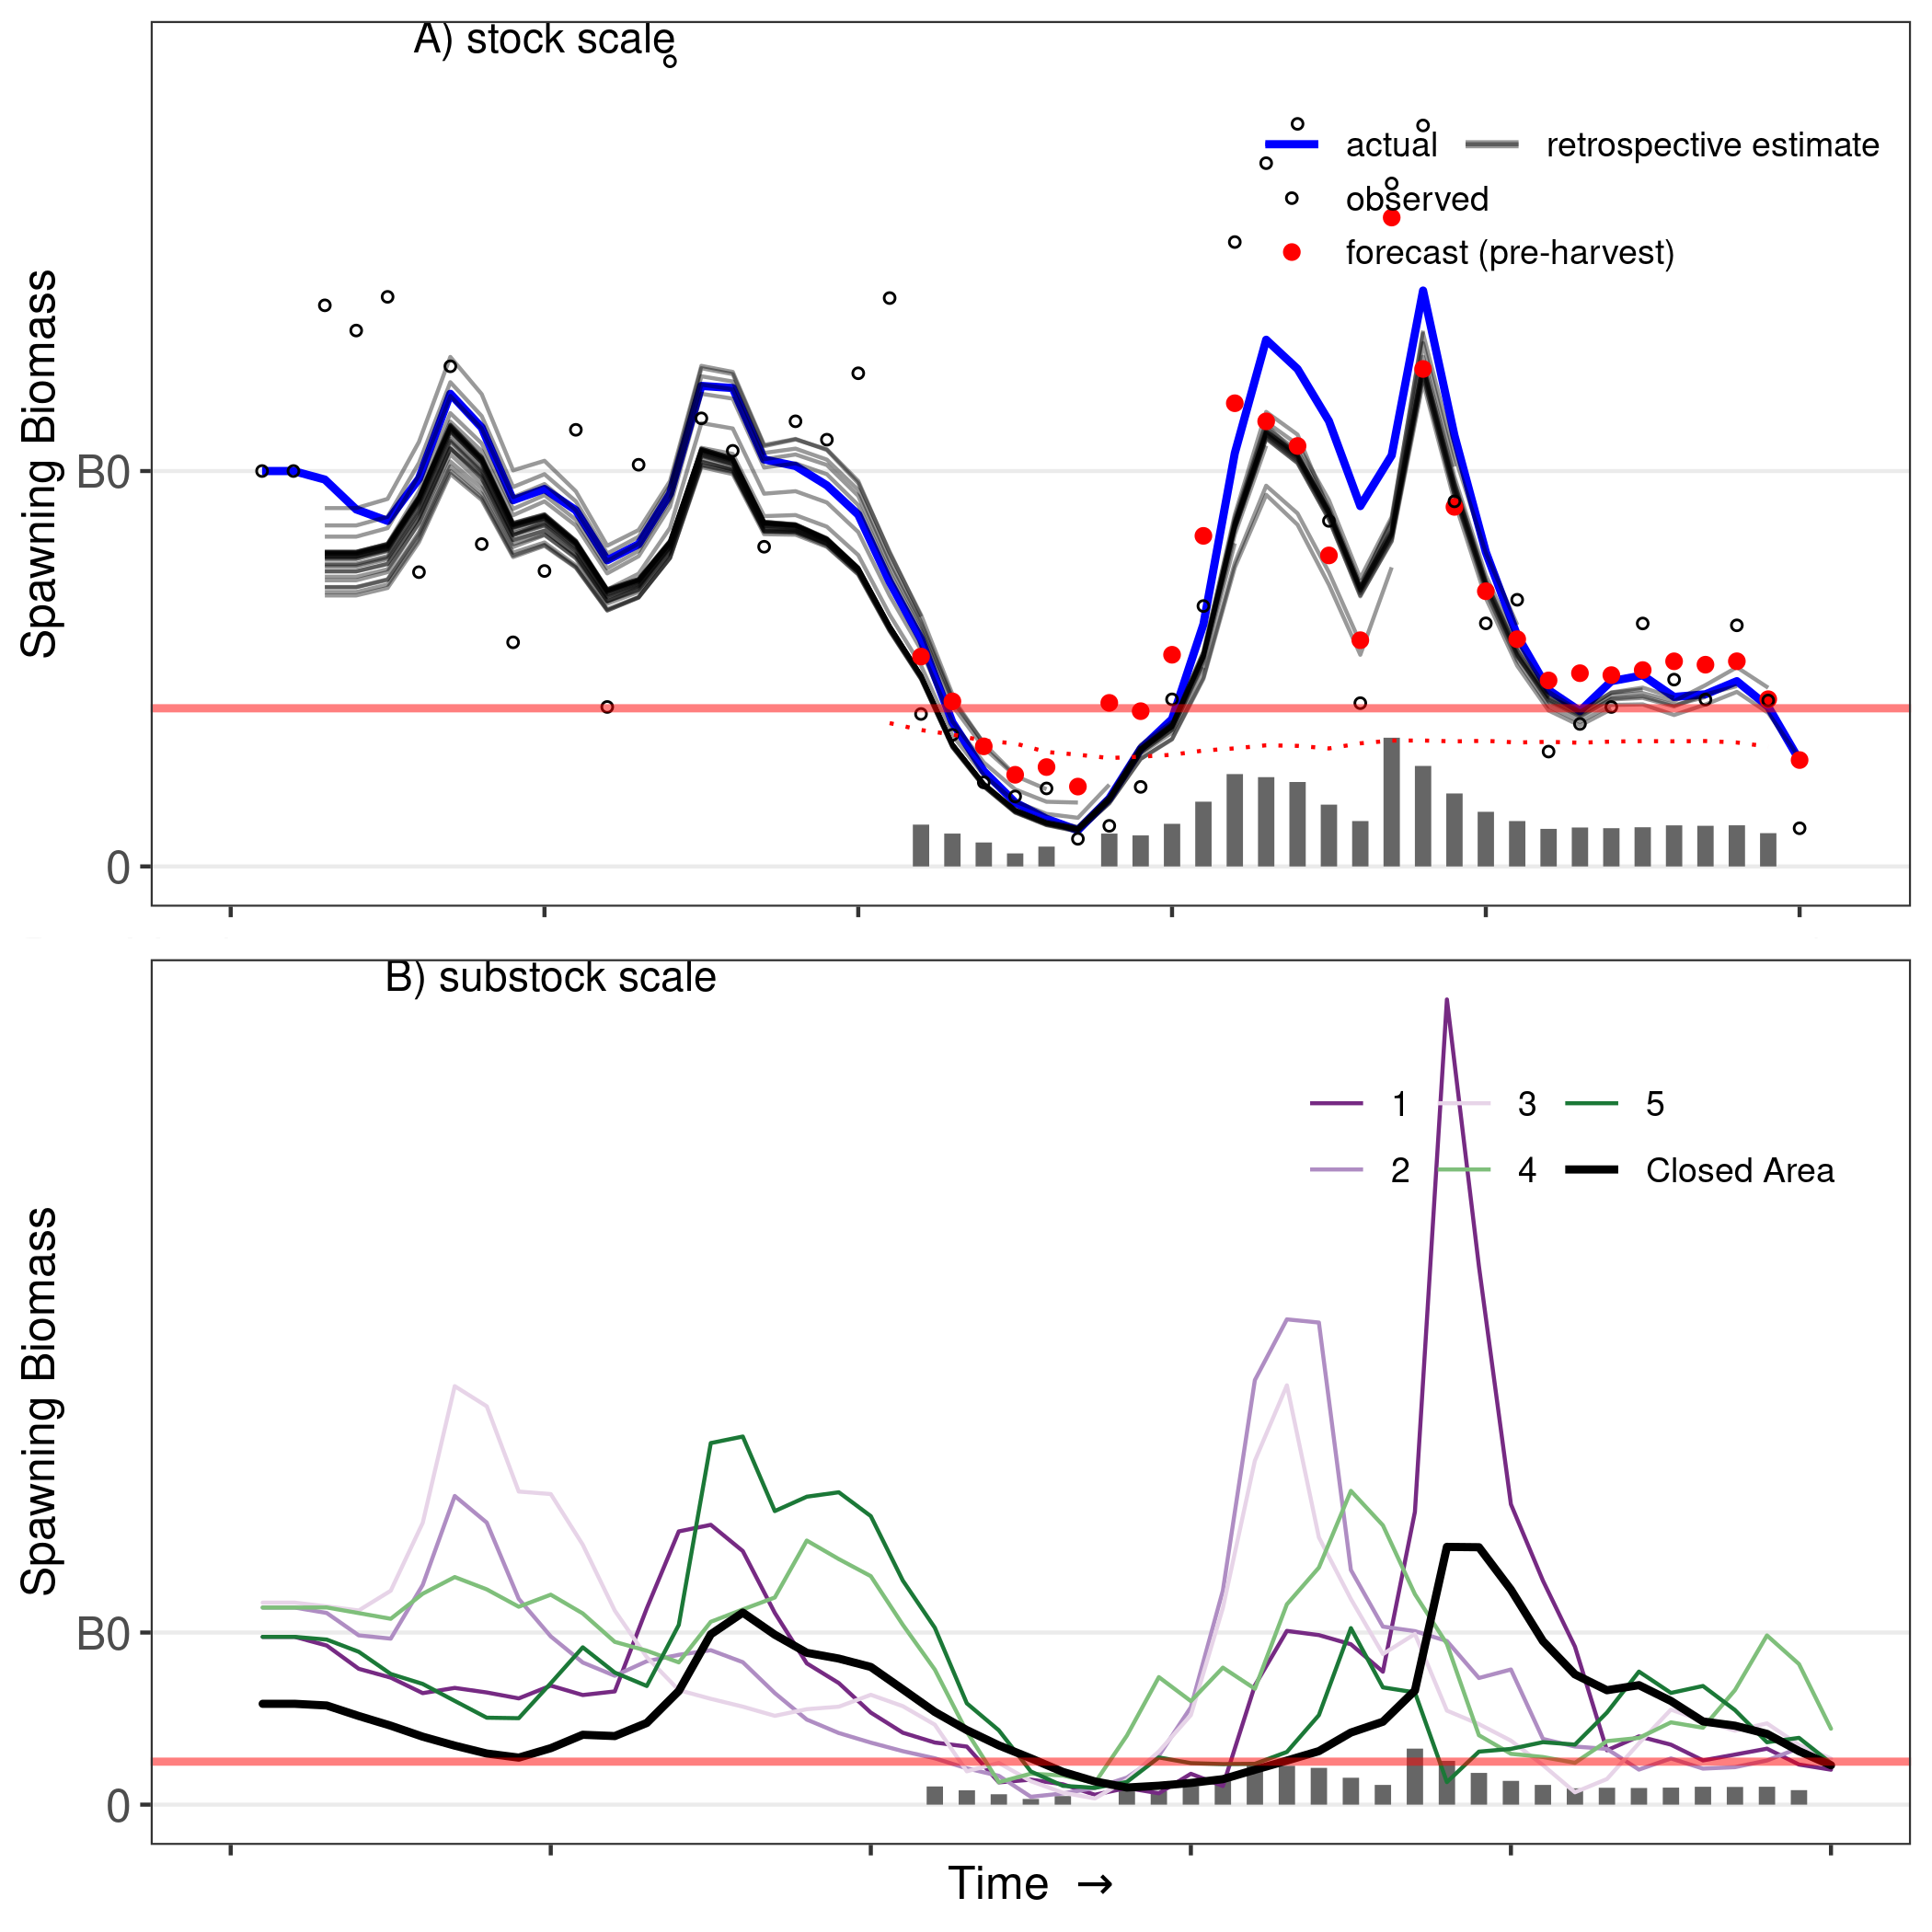 A) stock scale
actual
retrospective estimate
observed
forecast (pre-harvest)
Spawning Biomass
B0
0
B) substock scale
1
3
5
2
4
Closed Area
Spawning Biomass
B0
0
Time →